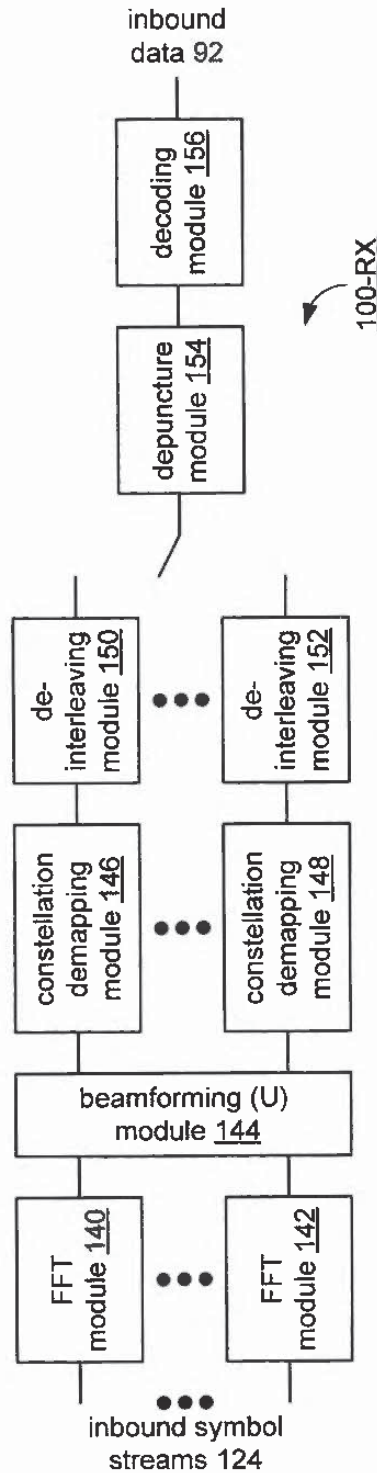 inbound symbol
streams 124
FFT
module 140
FFT
module 142
beamforming (U)
module 144
constellation
demapping
module 146
constellation
demapping
module 148
de-
interleaving
module 150
de-
interleaving
module 152
depuncture
module 154
decoding
module 156
inbound
data 92
100-RX